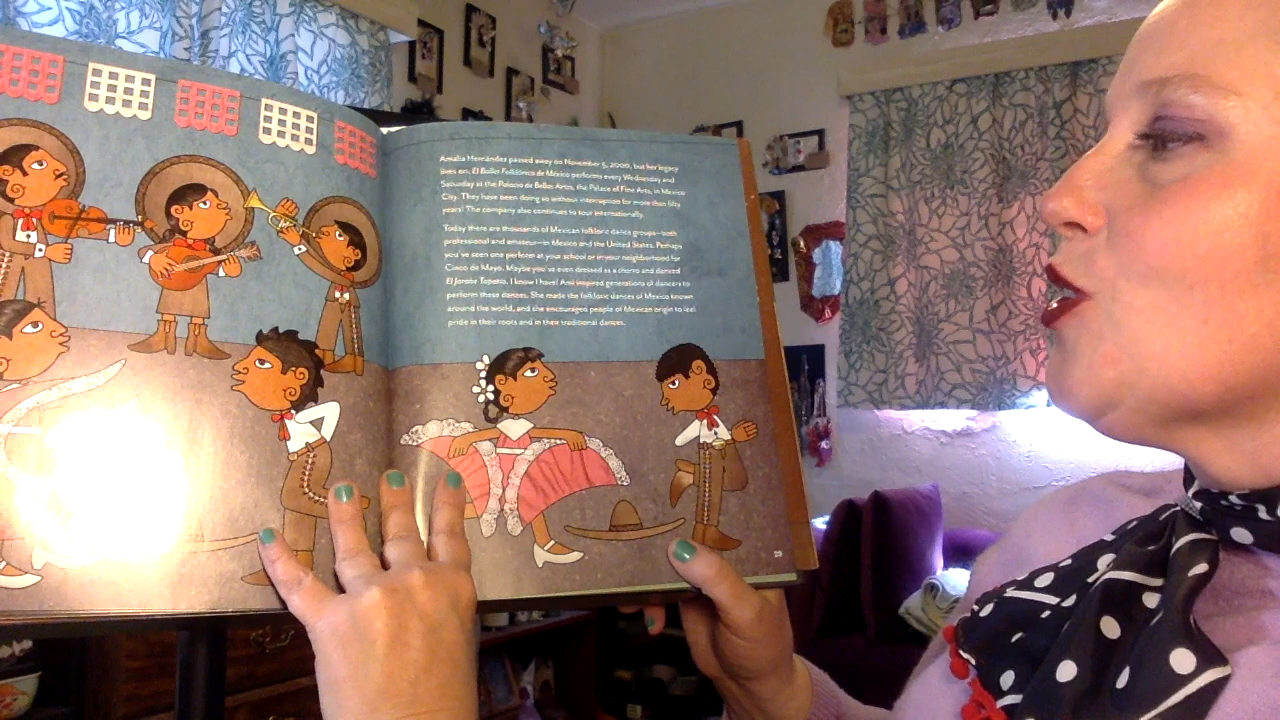 Amalia Hernández passed away on November 5, 2000, but her legacy
lives on. El Ballet Folklórico de México performs every Wednesday and
Saturday at the Palacio de Bellas Artes, the Palace of Fine Arts, in Mexico
City. They have been doing so without interruption for more than fifty
years! The company also continues to tour internationally.
Today there are thousands of Mexican folkloric dance groups—both
professional and amateur—in Mexico and the United States. Perhaps
you've seen one perform at your school or in your neighborhood for
Cinco de Mayo. Maybe you've even dressed as a charro and danced
El Jarabe Tapatío. I know I have! Ami inspired generations of dancers to
perform these dances. She made the folkloric dances of Mexico known
around the world, and she encouraged people of Mexican origin to feel
pride in their roots and in their traditional dances.
29